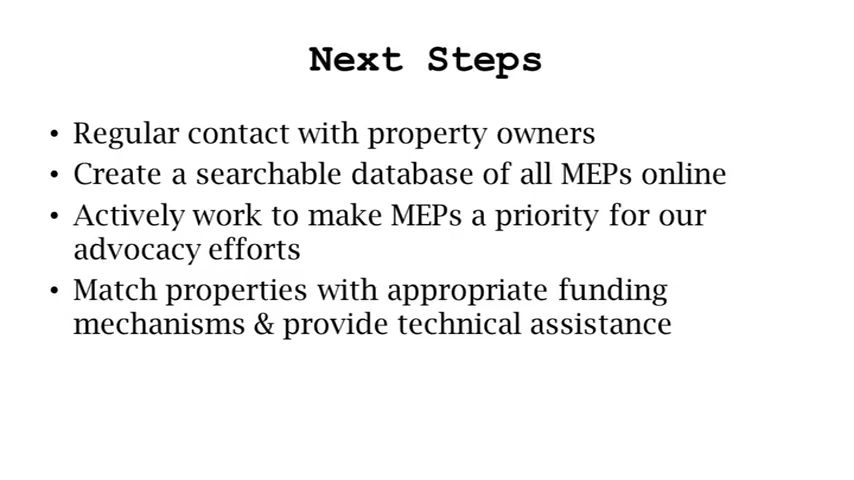 Next Steps
• Regular contact with property owners
• Create a searchable database of all MEPs online
• Actively work to make MEPs a priority for our
advocacy efforts
• Match properties with appropriate funding
mechanisms & provide technical assistance